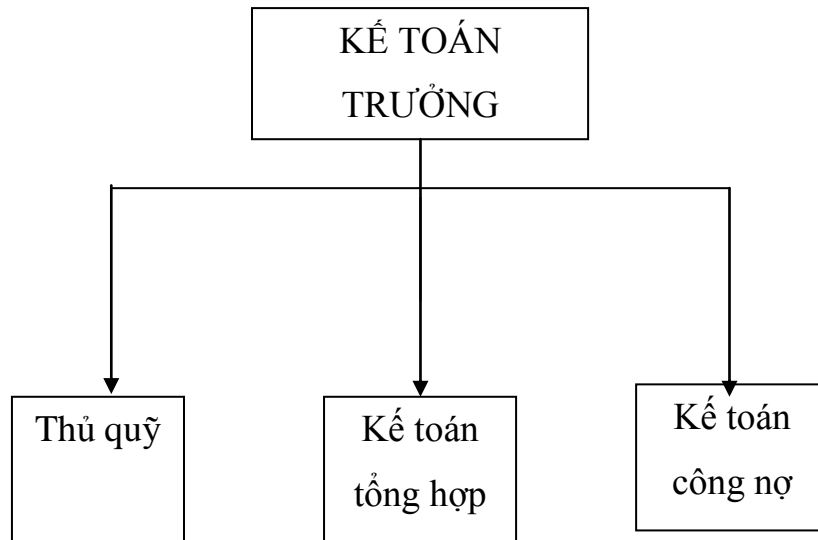 KẾ TOÁN
TRƯỞNG
Thủ quỹ
Kế toán
tổng hợp
Kế toán
công nợ